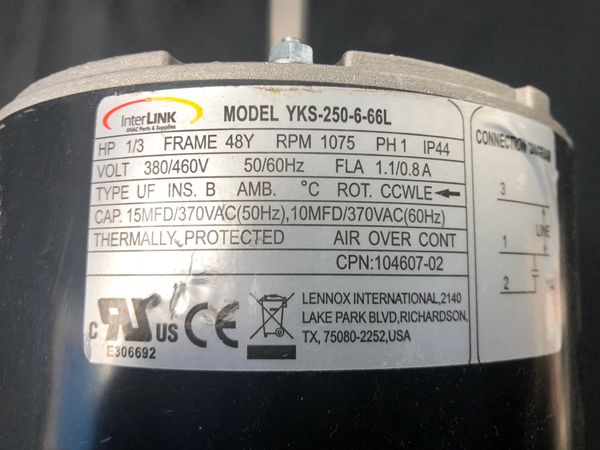 InterLINK
HVAC Parts & Supplies
MODEL YKS-250-6-66L
HP 1/3 FRAME 48Y RPM 1075 PH 1 IP44
VOLT 380/460V 50/60Hz FLA 1.1/0.8 A
TYPE UF INS. B AMB. °C ROT. CCWLE
CAP. 15MFD/370VAC(50Hz),10MFD/370VAC(60Hz)
THERMALLY PROTECTED AIR OVER CONT
CPN:104607-02
C UR US CE
E306692
LENNOX INTERNATIONAL,2140
LAKE PARK BLVD,RICHARDSON,
TX, 75080-2252,USA
CONNECTION DIAGRAM
3
LINE
1
2